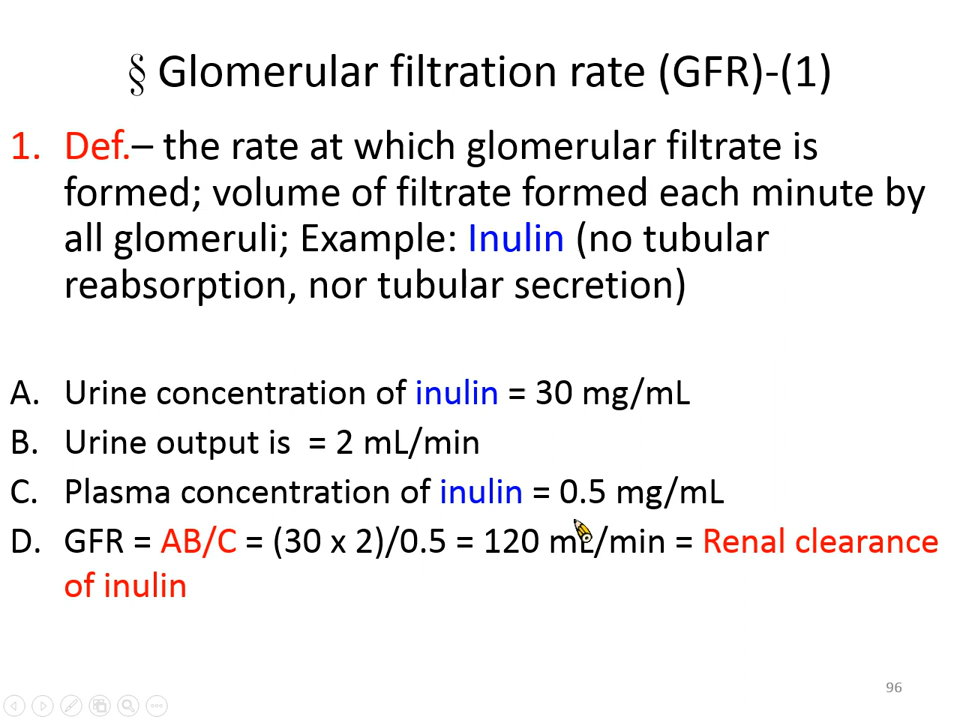 § Glomerular filtration rate (GFR)-(1)
1. Def.– the rate at which glomerular filtrate is
formed; volume of filtrate formed each minute by
all glomeruli; Example: Inulin (no tubular
reabsorption, nor tubular secretion)
A. Urine concentration of inulin = 30 mg/mL
B. Urine output is = 2 mL/min
C. Plasma concentration of inulin = 0.5 mg/mL
D. GFR = AB/C = (30 x 2)/0.5 = 120 mL/min = Renal clearance
of inulin
96